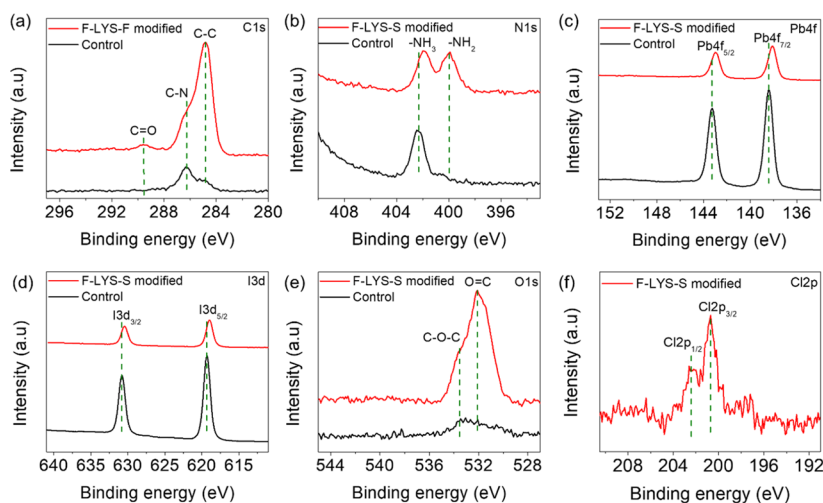 (a)
F-LYS-F modified
Control
C1s
C-C
C-N
C=O
Intensity (a.u)
296 292 288 284 280
Binding energy (eV)
(b)
F-LYS-S modified
Control
N1s
-NH3 -NH2
Intensity (a.u)
408 404 400 396
Binding energy (eV)
(c)
F-LYS-S modified
Control
Pb4f
Pb4f5/2
Pb4f7/2
Intensity (a.u)
152 148 144 140 136
Binding energy (eV)
(d)
F-LYS-S modified
Control
I3d
I3d3/2
I3d5/2
Intensity (a.u)
640 630 620 610
Binding energy (eV)
(e)
F-LYS-S modified
Control
O1s
O=C
C-O-C
Intensity (a.u)
544 540 536 532 528
Binding energy (eV)
(f)
F-LYS-S modified
Cl2p
Cl2p3/2
Cl2p1/2
Intensity (a.u)
208 204 200 196 192
Binding energy (eV)